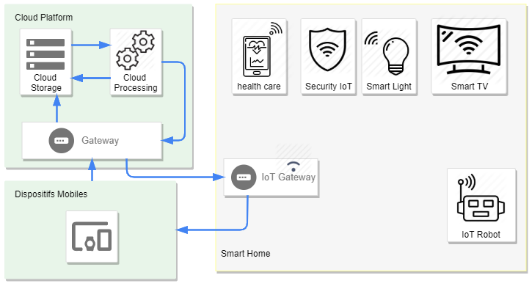 Cloud Platform
Cloud
Storage
Cloud
Processing
Gateway
Dispositifs Mobiles
health care
Security IoT
Smart Light
Smart TV
IoT Gateway
IoT Robot
Smart Home